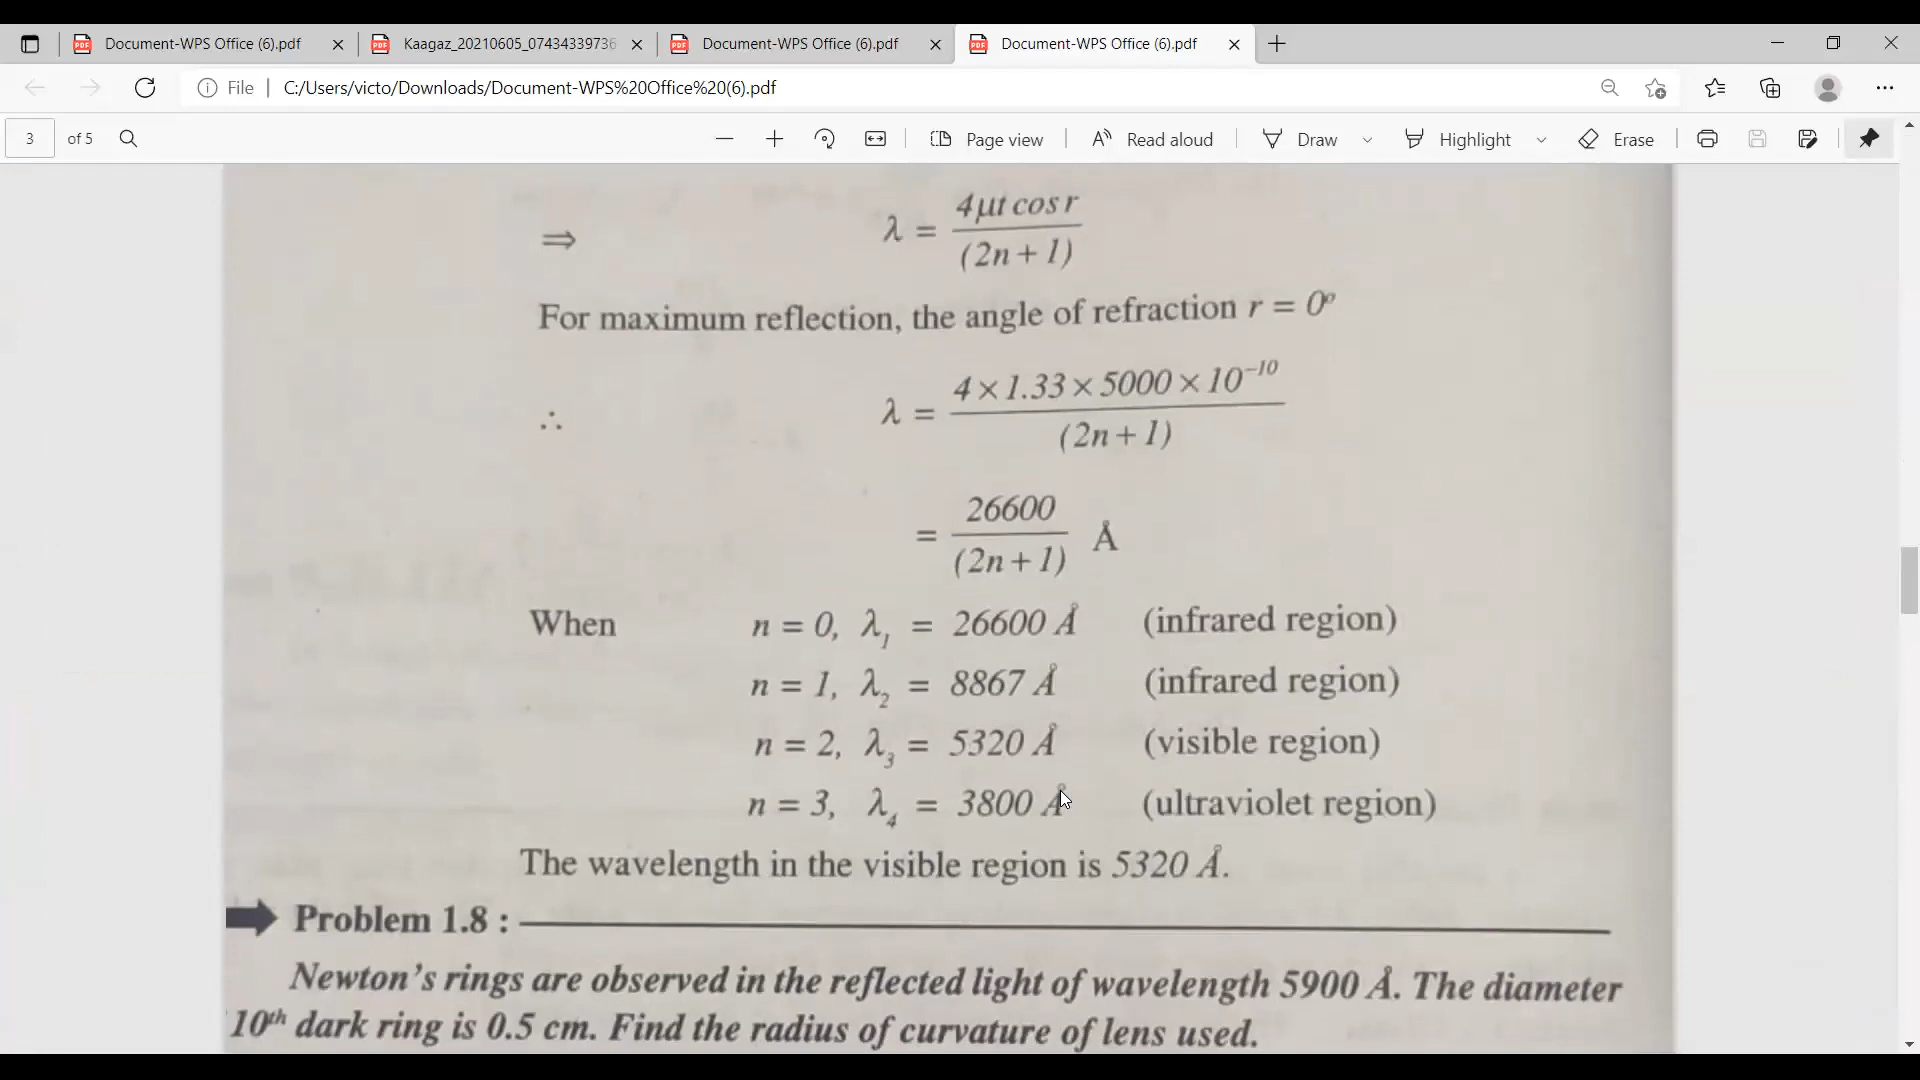 Document-WPS Office (6).pdf
Kaagaz_20210605_07434339736
Document-WPS Office (6).pdf
Document-WPS Office (6).pdf
File
C:/Users/victo/Downloads/Document-WPS%20Office%20(6).pdf
3 of 5
Page view
Read aloud
Draw
Highlight
Erase
⇒ λ = 4μt cos r / (2n + 1)
For maximum reflection, the angle of refraction r = 0°
∴ λ = 4 × 1.33 × 5000 × 10⁻¹⁰ / (2n + 1)
= 26600 / (2n + 1) Å
When n = 0, λ₁ = 26600 Å (infrared region)
n = 1, λ₂ = 8867 Å (infrared region)
n = 2, λ₃ = 5320 Å (visible region)
n = 3, λ₄ = 3800 Å (ultraviolet region)
The wavelength in the visible region is 5320 Å.
Problem 1.8 :
Newton's rings are observed in the reflected light of wavelength 5900 Å. The diameter
10th dark ring is 0.5 cm. Find the radius of curvature of lens used.